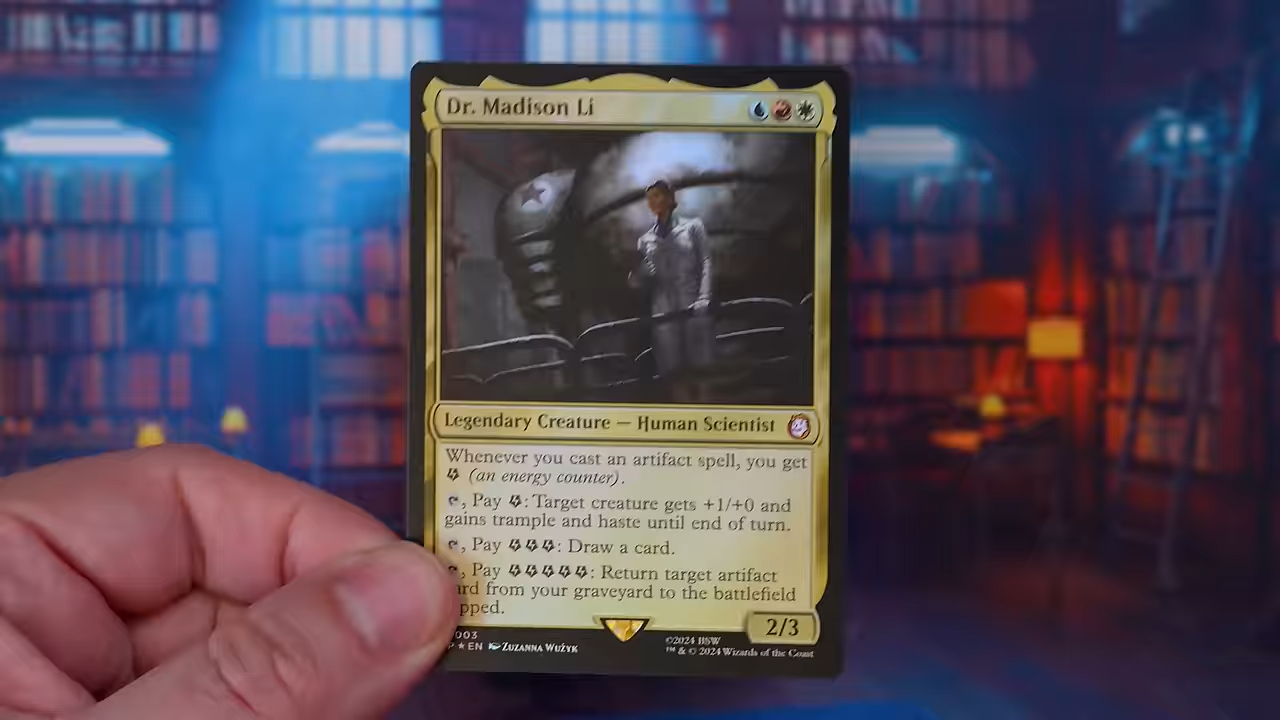 Dr. Madison Li
Legendary Creature — Human Scientist
Whenever you cast an artifact spell, you get
(an energy counter).
, Pay : Target creature gets +1/+0 and
gains trample and haste until end of turn.
, Pay : Draw a card.
, Pay : Return target artifact
ard from your graveyard to the battlefield
pped.
2/3
003
P ★ EN ZUZANNA WUŻYK
©2024 BSW
™ & © 2024 Wizards of the Coast